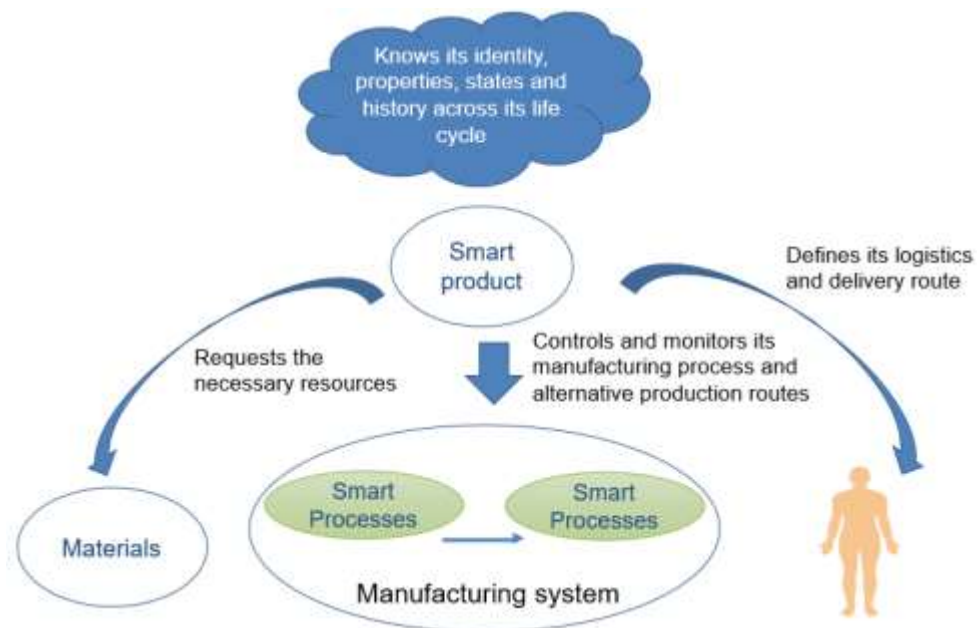 Knows its identity,
properties, states and
history across its life
cycle
Smart
product
Defines its logistics
and delivery route
Requests the
necessary resources
Controls and monitors its
manufacturing process and
alternative production routes
Materials
Smart
Processes
Smart
Processes
Manufacturing system